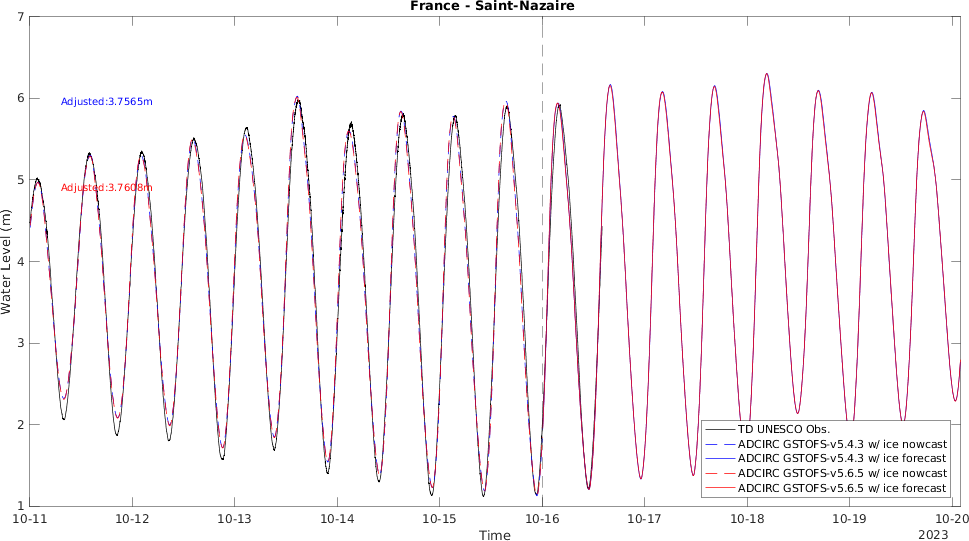 France - Saint-Nazaire
7
6
5
4
3
2
1
Water Level (m)
Adjusted:3.7565m
Adjusted:3.7608m
TD UNESCO Obs.
ADCIRC GSTOFS-v5.4.3 w/ ice nowcast
ADCIRC GSTOFS-v5.4.3 w/ ice forecast
ADCIRC GSTOFS-v5.6.5 w/ ice nowcast
ADCIRC GSTOFS-v5.6.5 w/ ice forecast
10-11 10-12 10-13 10-14 10-15 10-16 10-17 10-18 10-19 10-20
Time
2023